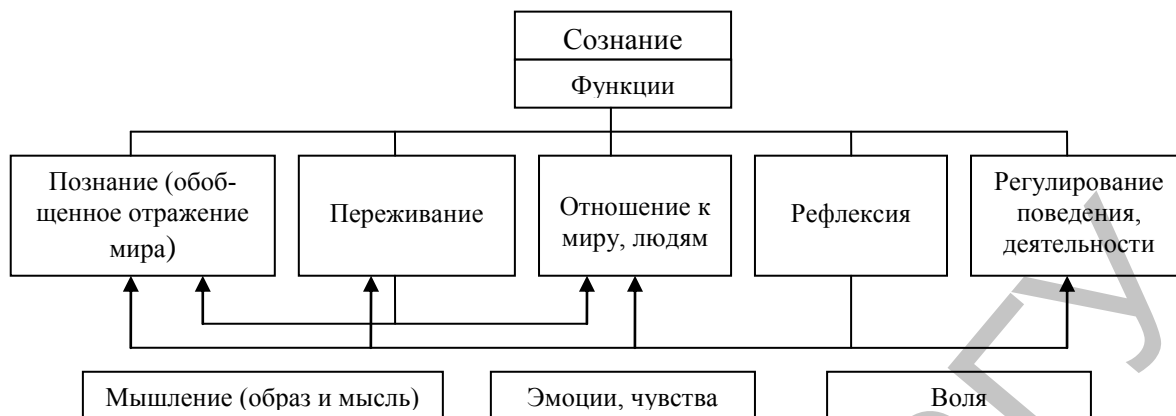 Сознание
Функции
Познание (обоб-
щенное отражение
мира)
Переживание
Отношение к
миру, людям
Рефлексия
Регулирование
поведения,
деятельности
Мышление (образ и мысль)
Эмоции, чувства
Воля